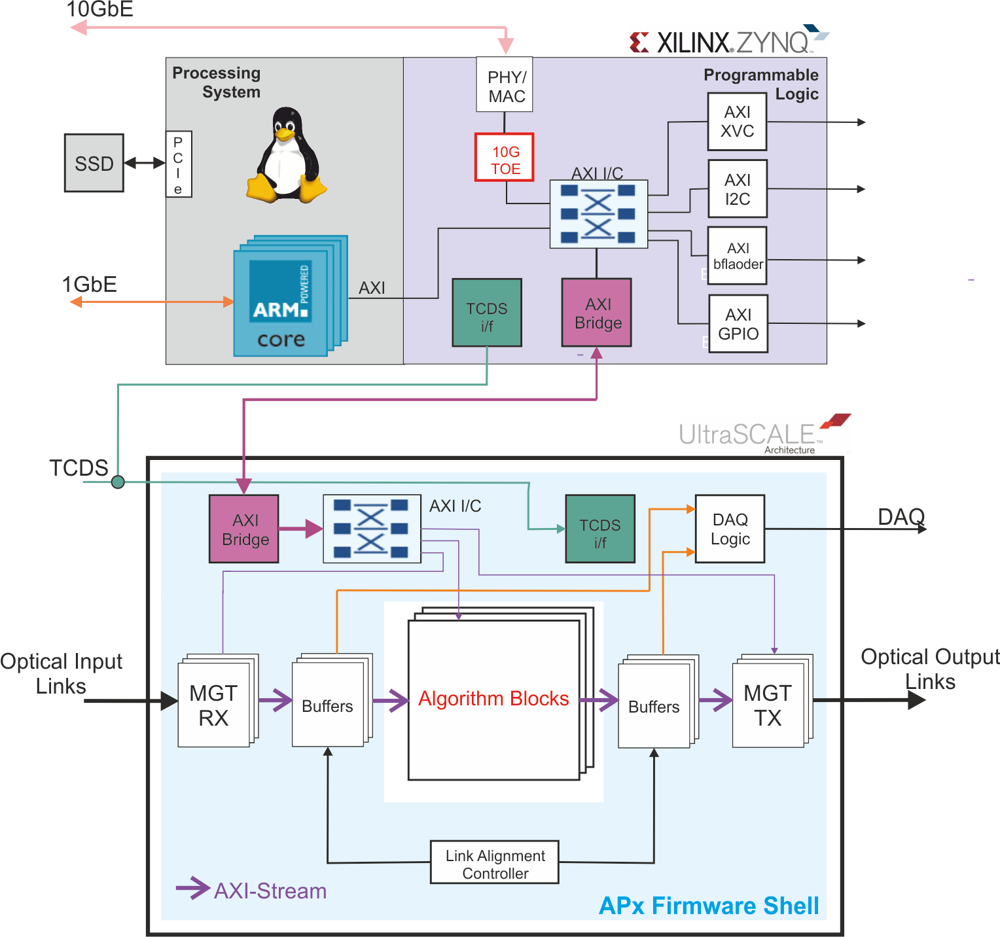 10GbE
XILINX® ZYNQ™
Processing
System
PHY/
MAC
Programmable
Logic
AXI
XVC
SSD
P
C
I
e
10G
TOE
AXI I/C
AXI
I2C
AXI
bflaoder
1GbE
ARM
POWERED
core
AXI
TCDS
i/f
AXI
Bridge
AXI
GPIO
E
E
UltraSCALE™
Architecture
TCDS
AXI
Bridge
AXI I/C
TCDS
i/f
DAQ
Logic
DAQ
Optical Input
Links
MGT
RX
Buffers
Algorithm Blocks
Buffers
MGT
TX
Optical Output
Links
Link Alignment
Controller
AXI-Stream
APx Firmware Shell